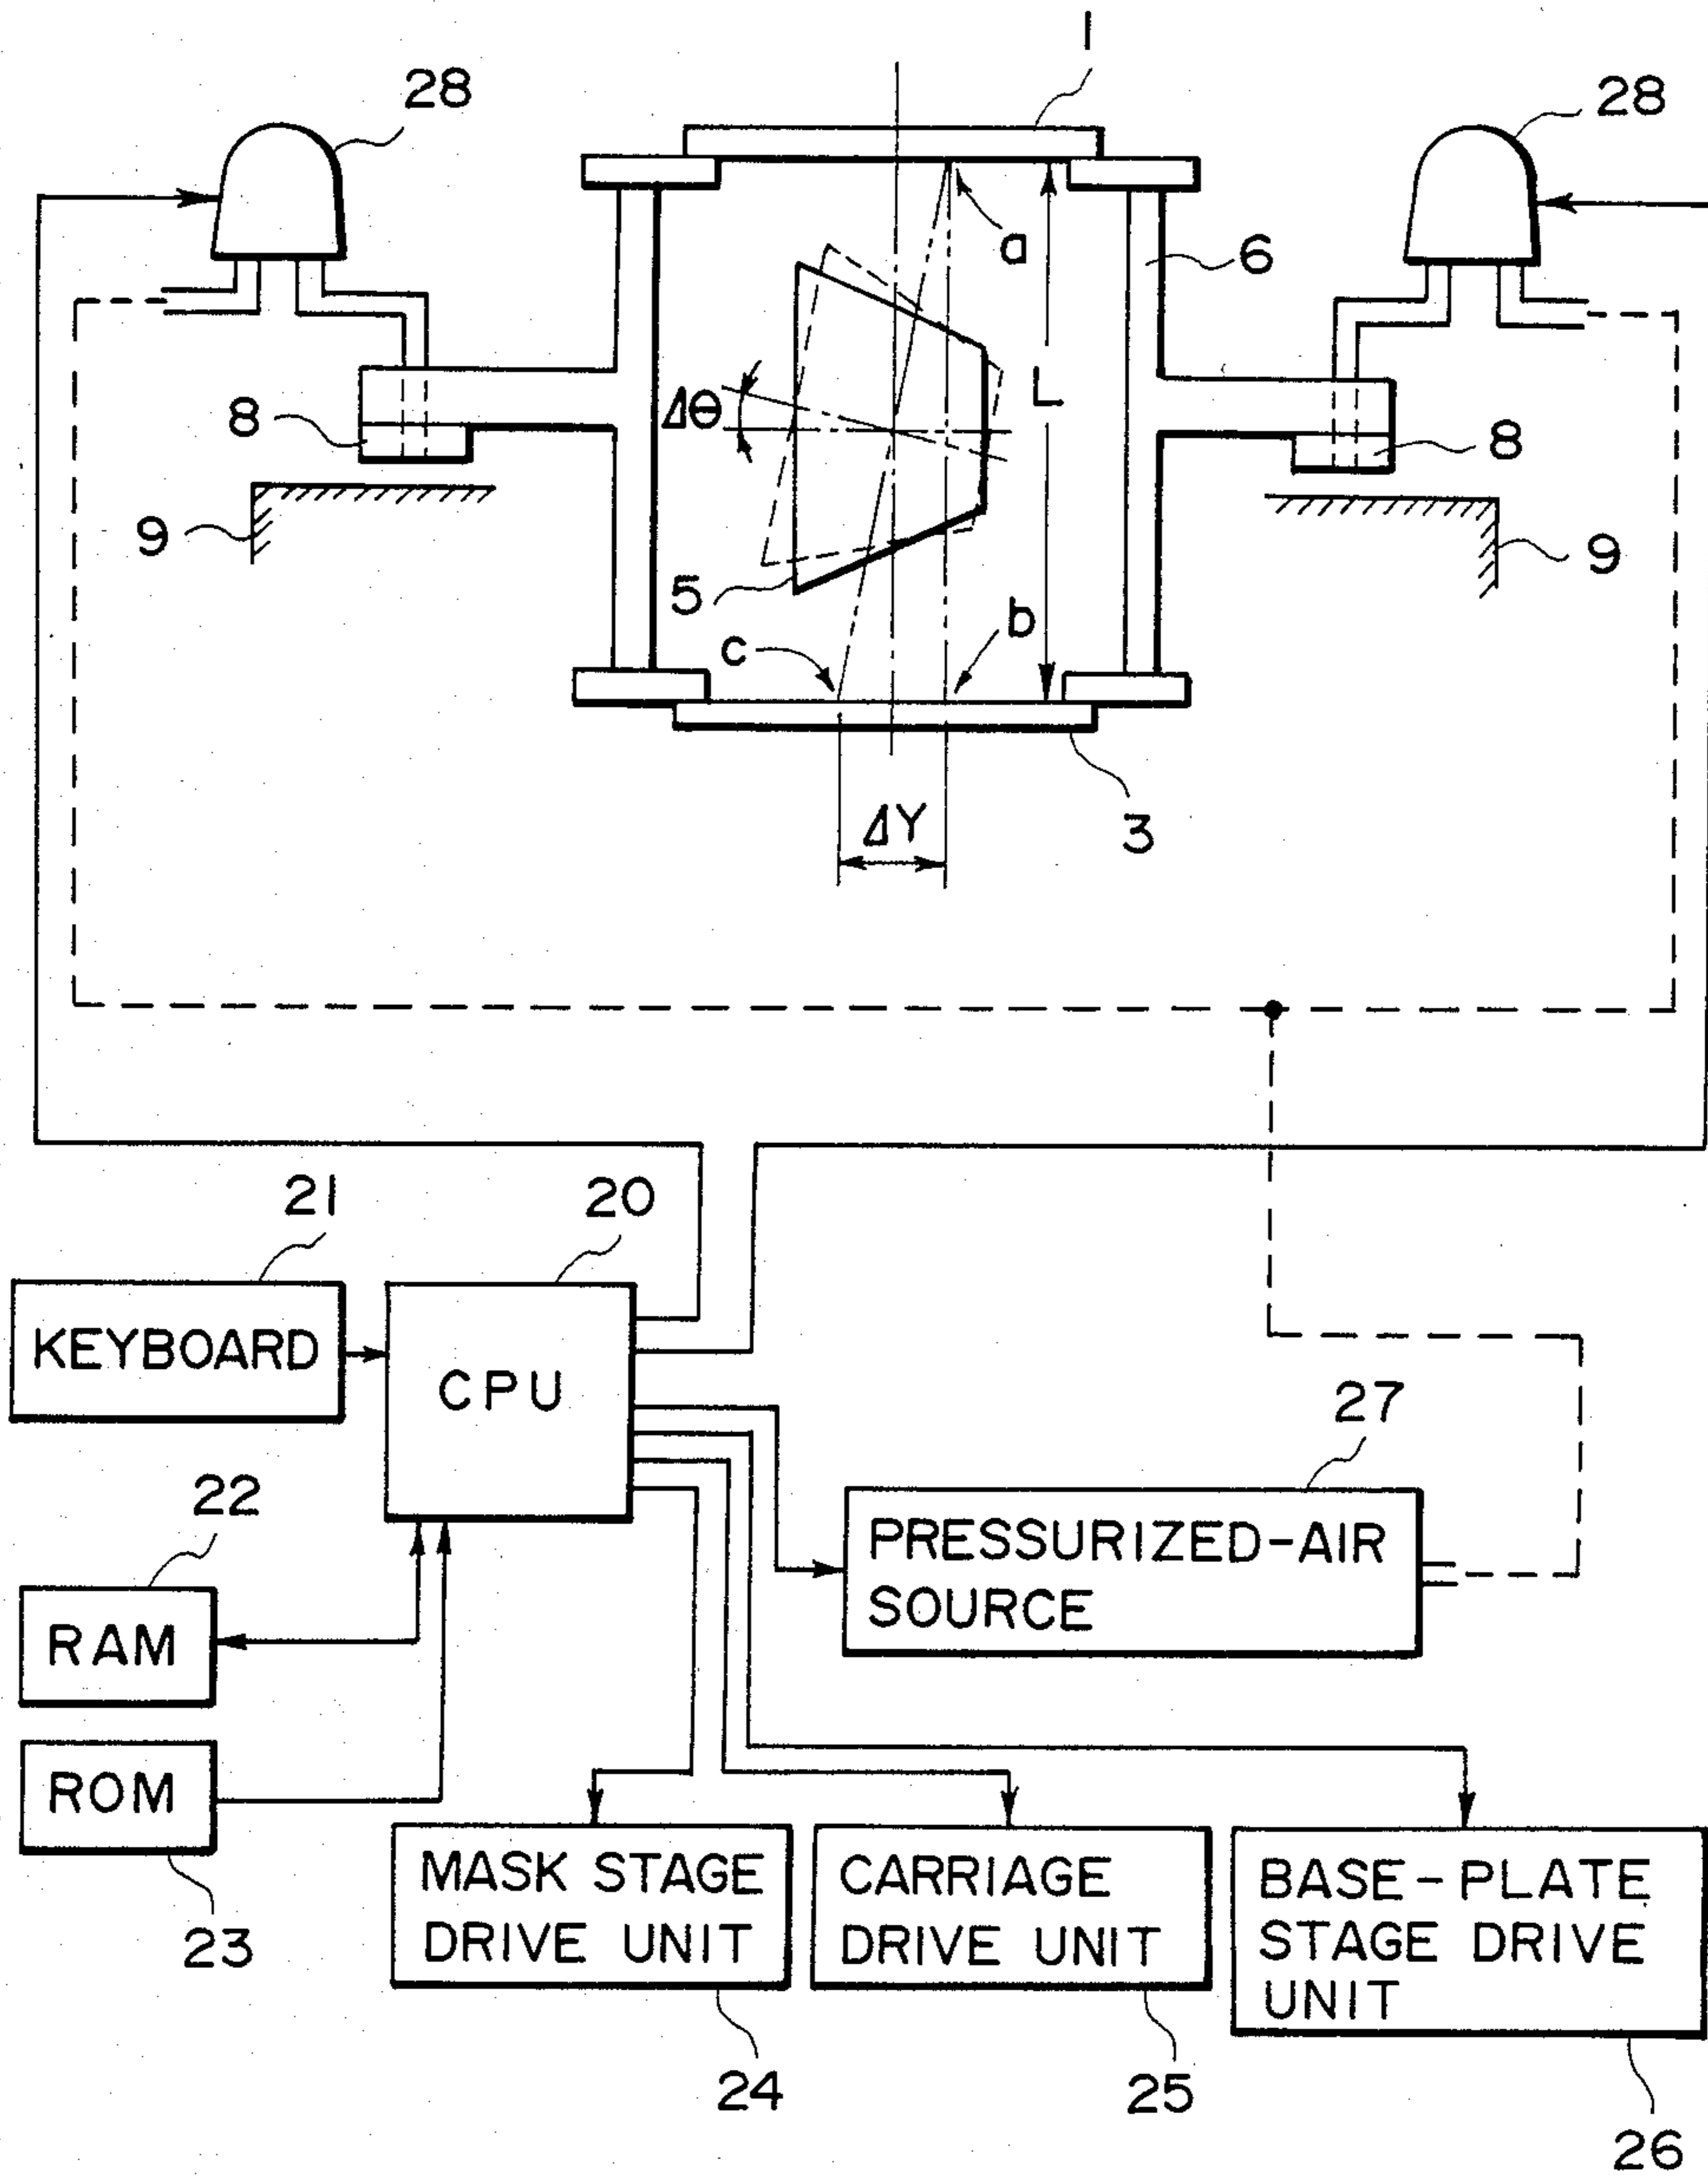 1
28
28
a
6
L
Δθ
8
8
9
9
5
b
c
3
ΔY
21
20
KEYBOARD
CPU
27
22
PRESSURIZED-AIR
SOURCE
RAM
ROM
23
MASK STAGE
DRIVE UNIT
CARRIAGE
DRIVE UNIT
BASE-PLATE
STAGE DRIVE
UNIT
24
25
26